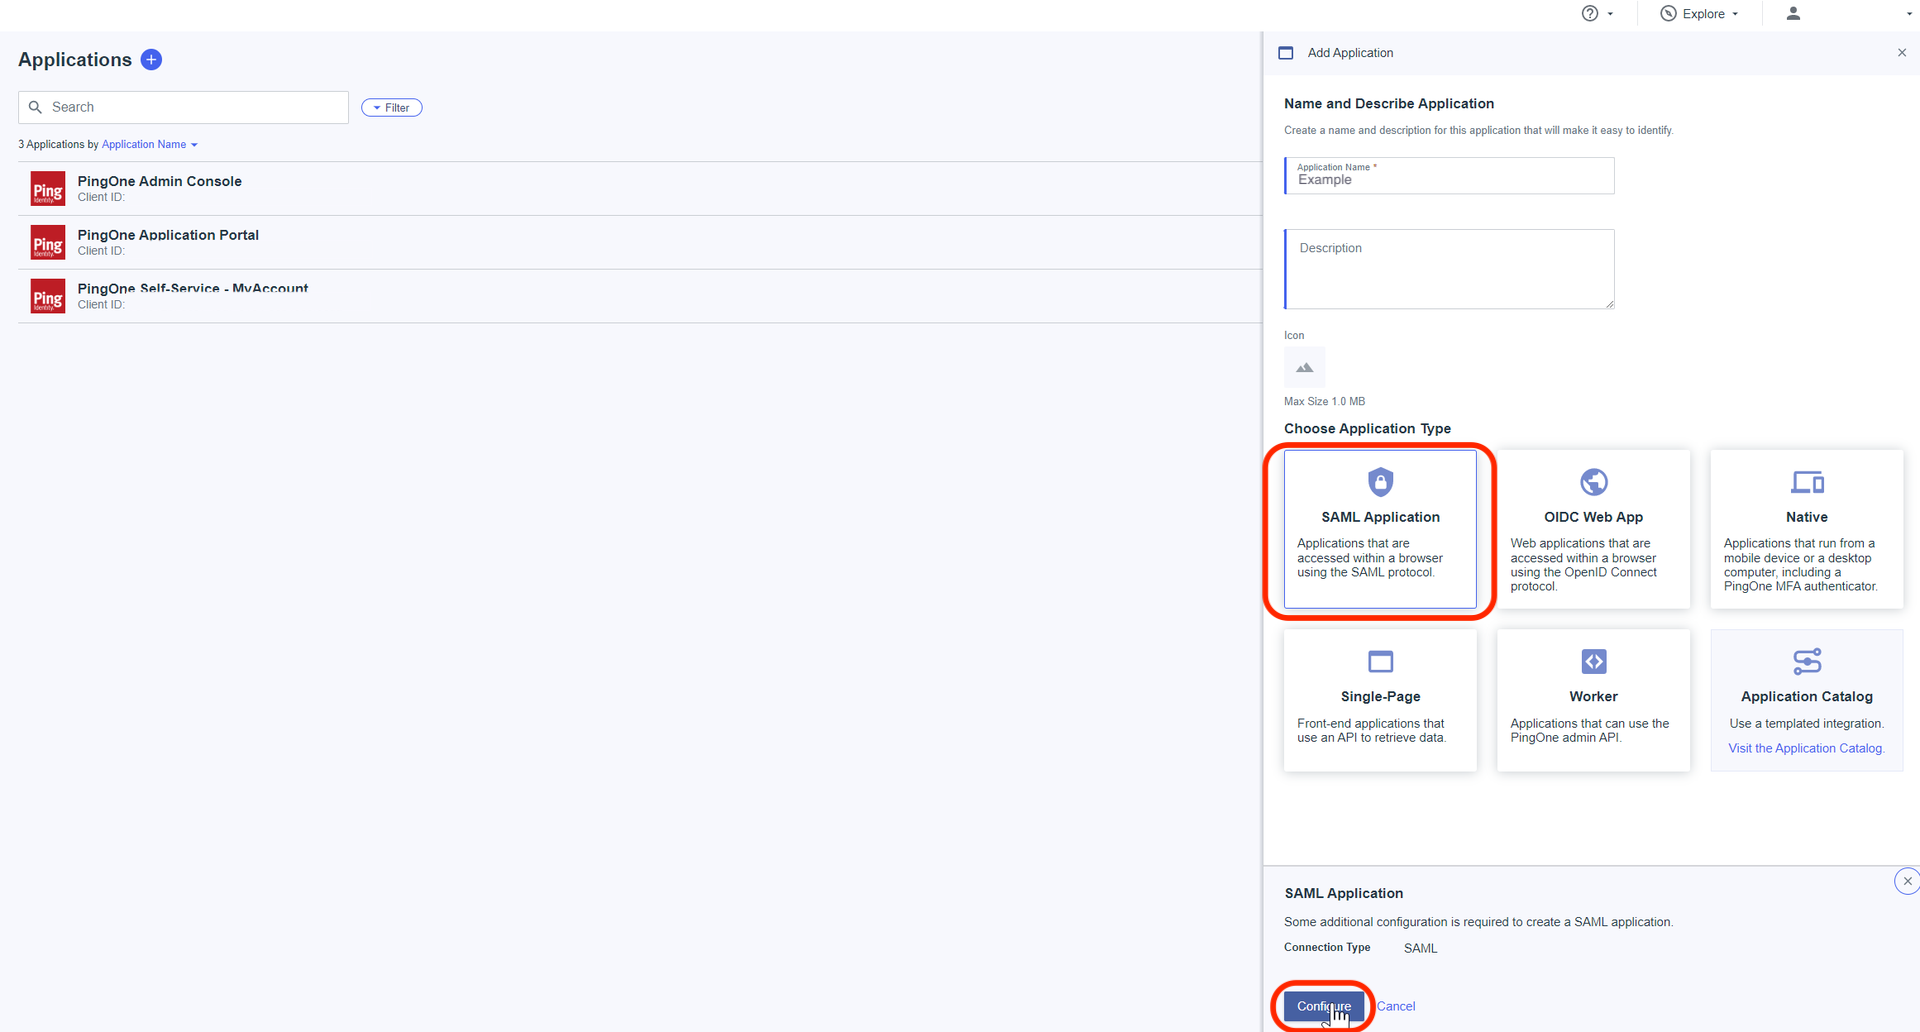 Explore
Applications
Search
Filter
3 Applications by Application Name
Ping
Identity.
PingOne Admin Console
Client ID:
Ping
Identity.
PingOne Application Portal
Client ID:
Ping
Identity.
PingOne Self-Service - MyAccount
Client ID:
Add Application
Name and Describe Application
Create a name and description for this application that will make it easy to identify.
Application Name *
Example
Description
Icon
Max Size 1.0 MB
Choose Application Type
SAML Application
Applications that are
accessed within a browser
using the SAML protocol.
OIDC Web App
Web applications that are
accessed within a browser
using the OpenID Connect
protocol.
Native
Applications that run from a
mobile device or a desktop
computer, including a
PingOne MFA authenticator.
Single-Page
Front-end applications that
use an API to retrieve data.
Worker
Applications that can use the
PingOne admin API.
Application Catalog
Use a templated integration.
Visit the Application Catalog.
SAML Application
Some additional configuration is required to create a SAML application.
Connection Type SAML
Configure Cancel